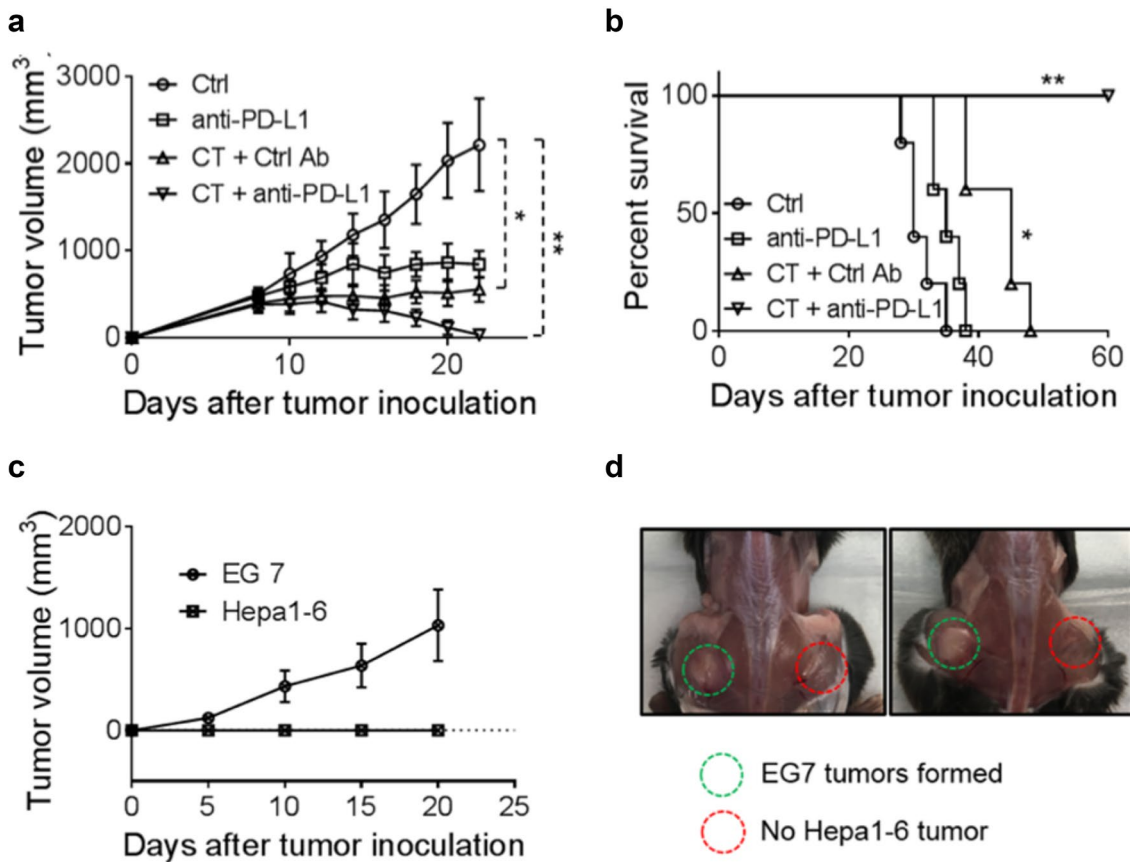 a
Tumor volume (mm³)
3000
2000
1000
0
Ctrl
anti-PD-L1
CT + Ctrl Ab
CT + anti-PD-L1
*
**
0 10 20
Days after tumor inoculation
b
Percent survival
100
50
0
**
Ctrl
anti-PD-L1
CT + Ctrl Ab
*
CT + anti-PD-L1
0 20 40 60
Days after tumor inoculation
c
Tumor volume (mm³)
2000
1000
0
EG 7
Hepa1-6
0 5 10 15 20 25
Days after tumor inoculation
d
EG7 tumors formed
No Hepa1-6 tumor